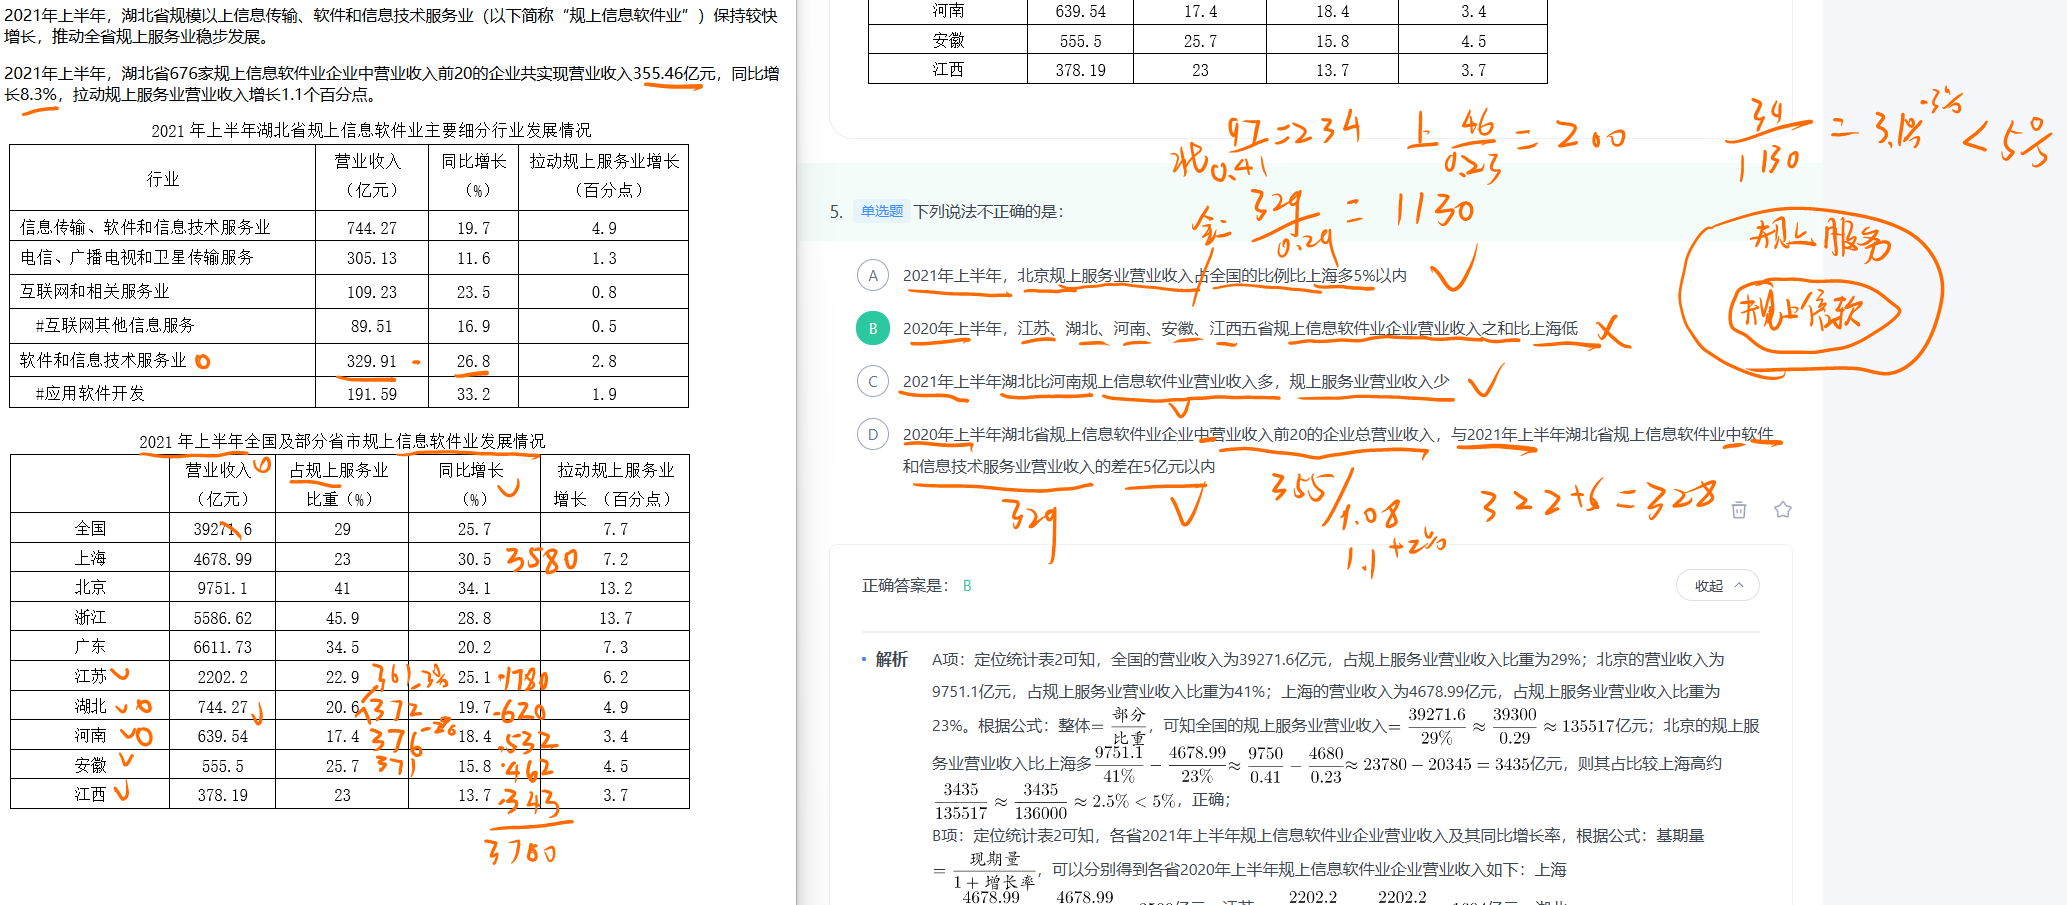 2021年上半年，湖北省规模以上信息传输、软件和信息技术服务业（以下简称“规上信息软件业”）保持较快
增长，推动全省规上服务业稳步发展。
2021年上半年，湖北省676家规上信息软件业企业中营业收入前20的企业共实现营业收入355.46亿元，同比增
长8.3%，拉动规上服务业营业收入增长1.1个百分点。
2021 年上半年湖北省规上信息软件业主要细分行业发展情况
行业 营业收入（亿元） 同比增长（%） 拉动规上服务业增长（百分点）
信息传输、软件和信息技术服务业 744.27 19.7 4.9
电信、广播电视和卫星传输服务 305.13 11.6 1.3
互联网和相关服务业 109.23 23.5 0.8
#互联网其他信息服务 89.51 16.9 0.5
软件和信息技术服务业 329.91 26.8 2.8
#应用软件开发 191.59 33.2 1.9
2021 年上半年全国及部分省市规上信息软件业发展情况
营业收入（亿元） 占规上服务业比重（%） 同比增长（%） 拉动规上服务业增长 （百分点）
全国 39271.6 29 25.7 7.7
上海 4678.99 23 30.5 3580 7.2
北京 9751.1 41 34.1 13.2
浙江 5586.62 45.9 28.8 13.7
广东 6611.73 34.5 20.2 7.3
江苏 2202.2 22.9 361 -3% 25.1 1780 6.2
湖北 744.27 20.6 372 19.7 620 4.9
河南 639.54 17.4 376 18.4 532 3.4
安徽 555.5 25.7 371 15.8 462 4.5
江西 378.19 23 13.7 343 3.7
3780
河南 639.54 17.4 18.4 3.4
安徽 555.5 25.7 15.8 4.5
江西 378.19 23 13.7 3.7
北 97/0.41=234 上 46/0.23=200 34/1130=3.1% -3% <5%
全 329/0.29=1130
规上服务
规上信软
5. 单选题 下列说法不正确的是：
A 2021年上半年，北京规上服务业营业收入占全国的比例比上海多5%以内
B 2020年上半年，江苏、湖北、河南、安徽、江西五省规上信息软件业企业营业收入之和比上海低
C 2021年上半年湖北比河南规上信息软件业营业收入多，规上服务业营业收入少
D 2020年上半年湖北省规上信息软件业企业中营业收入前20的企业总营业收入，与2021年上半年湖北省规上信息软件业中软件
和信息技术服务业营业收入的差在5亿元以内
329 355/1.08 322+6=328
1.1 +2%
正确答案是： B
收起
解析 A项：定位统计表2可知，全国的营业收入为39271.6亿元，占规上服务业营业收入比重为29%；北京的营业收入为
9751.1亿元，占规上服务业营业收入比重为41%；上海的营业收入为4678.99亿元，占规上服务业营业收入比重为
23%。根据公式：整体=部分/比重，可知全国的规上服务业营业收入=39271.6/29%≈39300/0.29≈135517亿元；北京的规上服
务业营业收入比上海多9751.1/41%−4678.99/23%≈9750/0.41−4680/0.23≈23780−20345=3435亿元，则其占比较上海高约
3435/135517≈3435/136000≈2.5%<5%，正确；
B项：定位统计表2可知，各省2021年上半年规上信息软件业企业营业收入及其同比增长率，根据公式：基期量
=现期量/1+增长率，可以分别得到各省2020年上半年规上信息软件业企业营业收入如下：上海
4678.99 4678.99 2202.2 2202.2